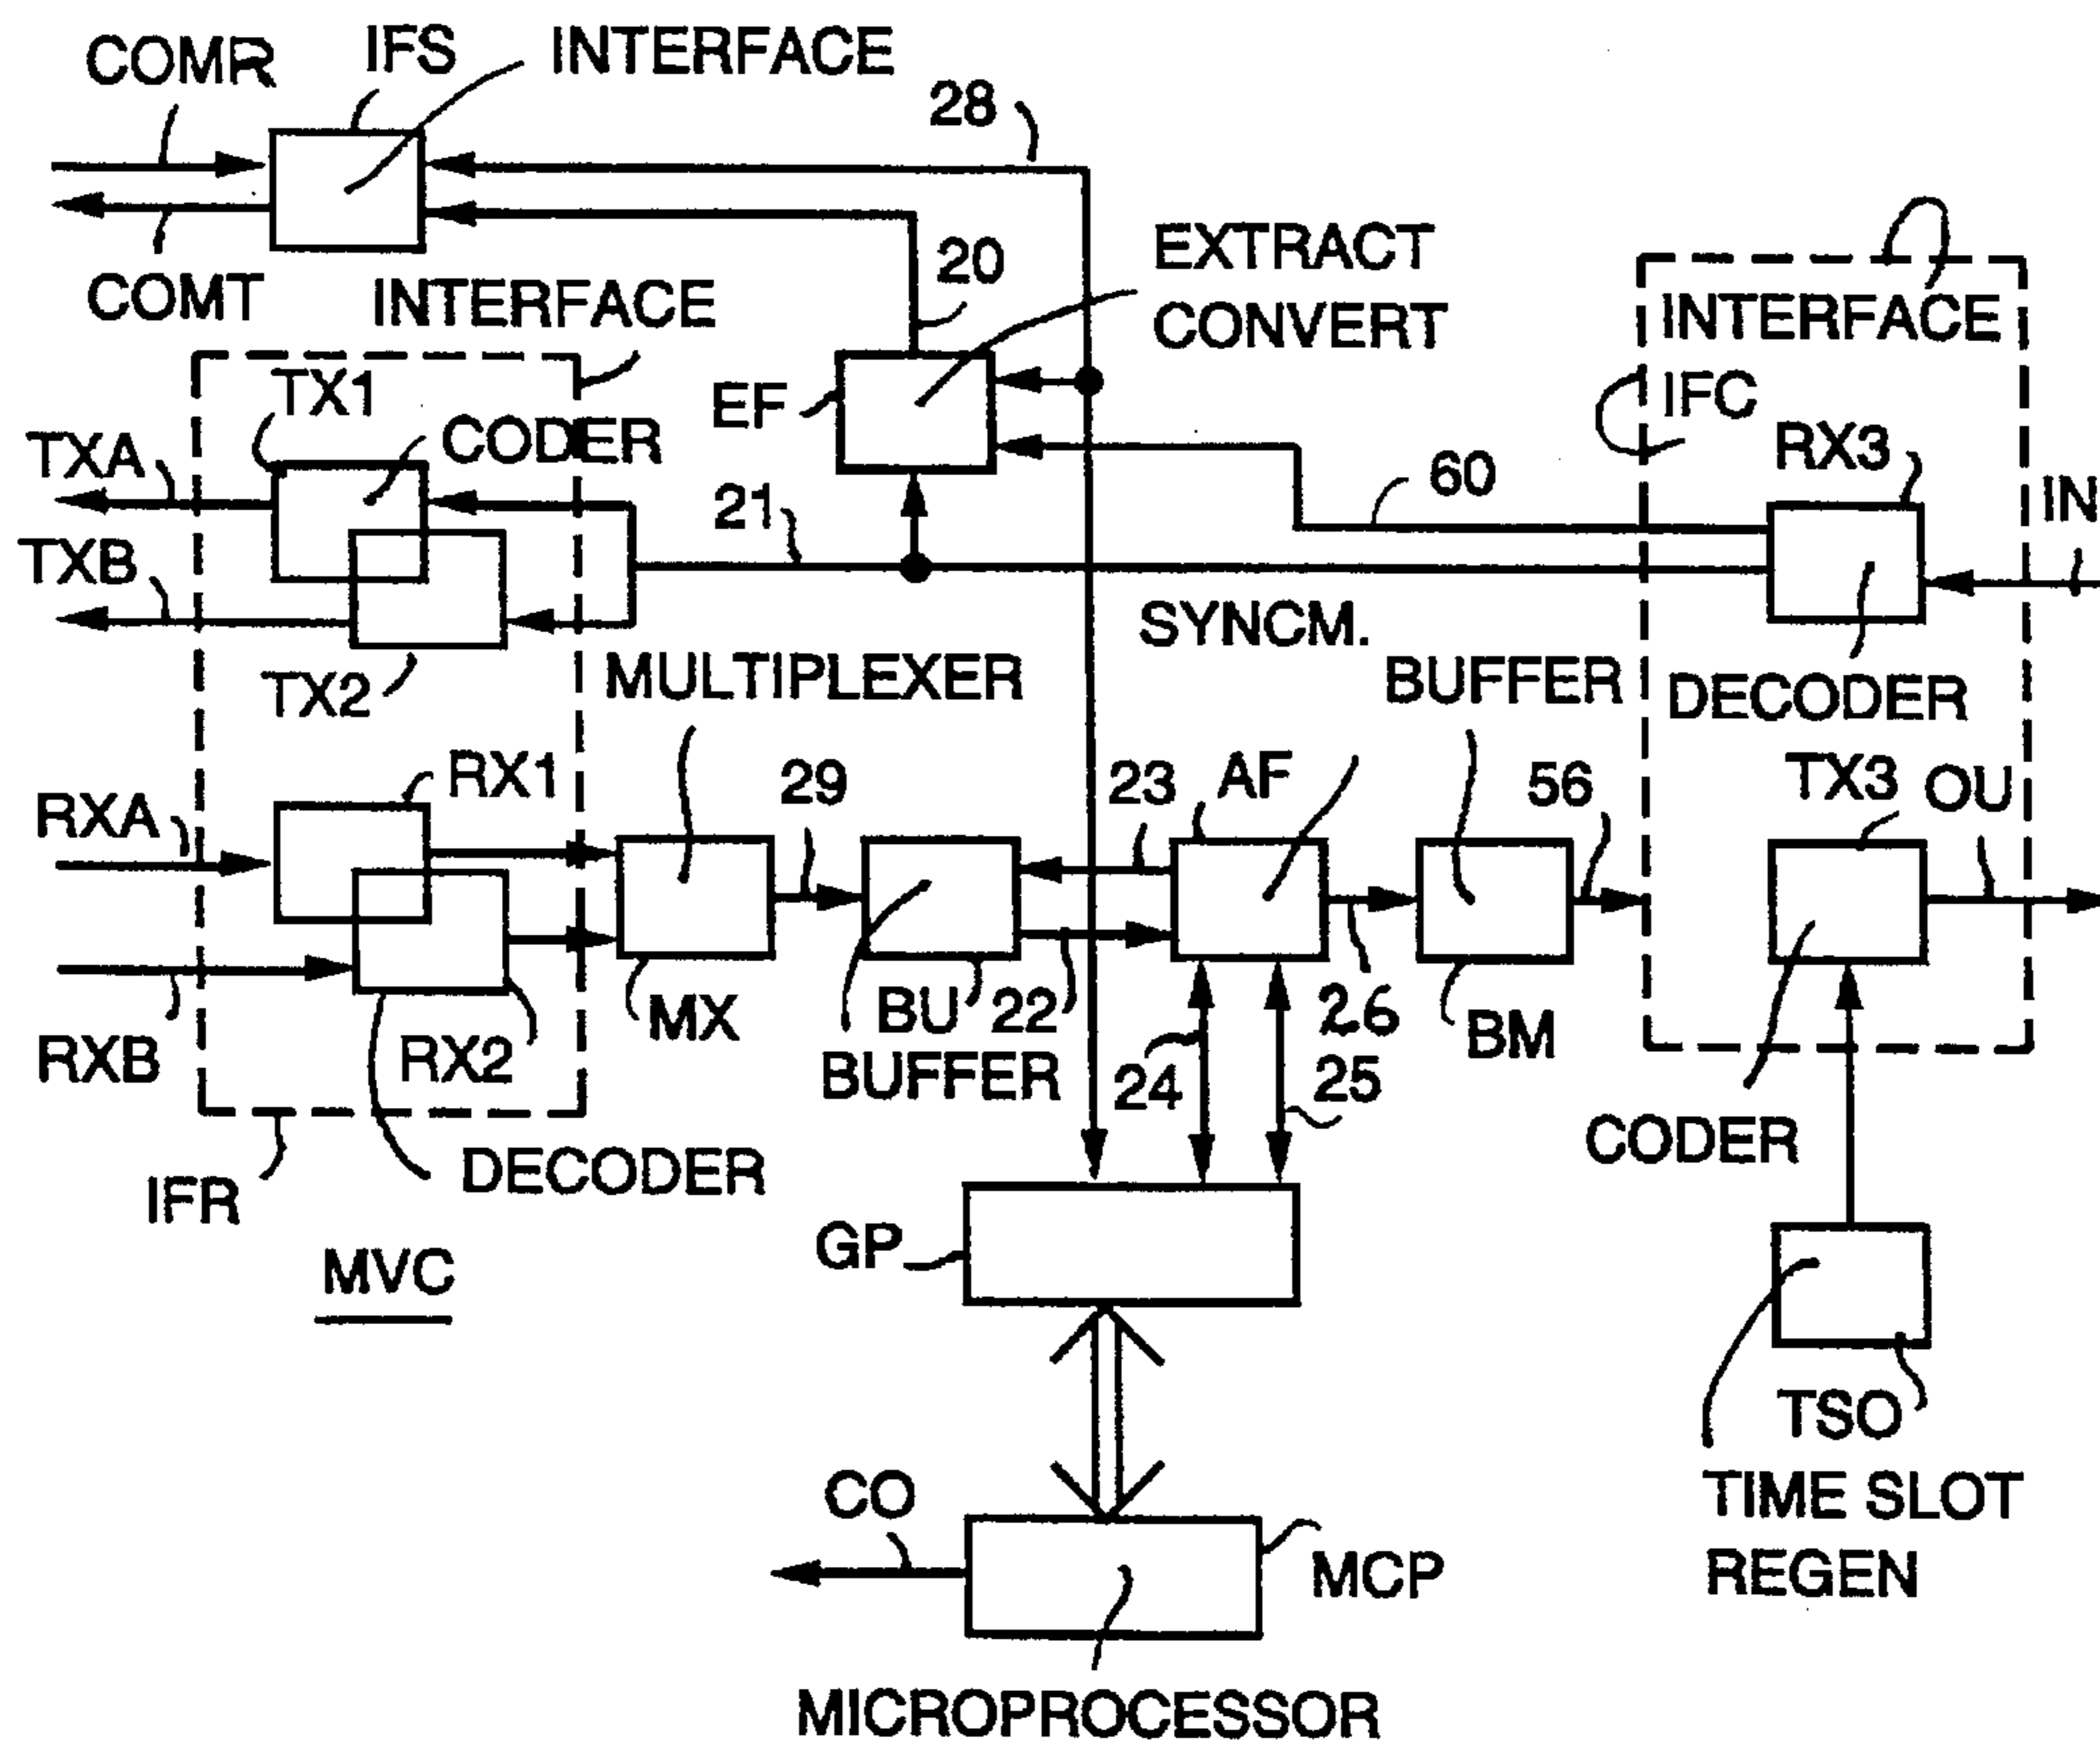 COMR
IFS
INTERFACE
28
COMT
INTERFACE
20
EXTRACT
CONVERT
INTERFACE
IFC
TX1
CODER
EF
TXA
21
60
RX3
IN
TXB
SYNCM.
TX2
MULTIPLEXER
BUFFER
DECODER
RX1
RXA
29
23
AF
56
TX3
OU
MX
BU
22
26
BM
RXB
RX2
BUFFER
24
25
CODER
DECODER
IFR
GP
MVC
TSO
TIME SLOT
REGEN
CO
MCP
MICROPROCESSOR